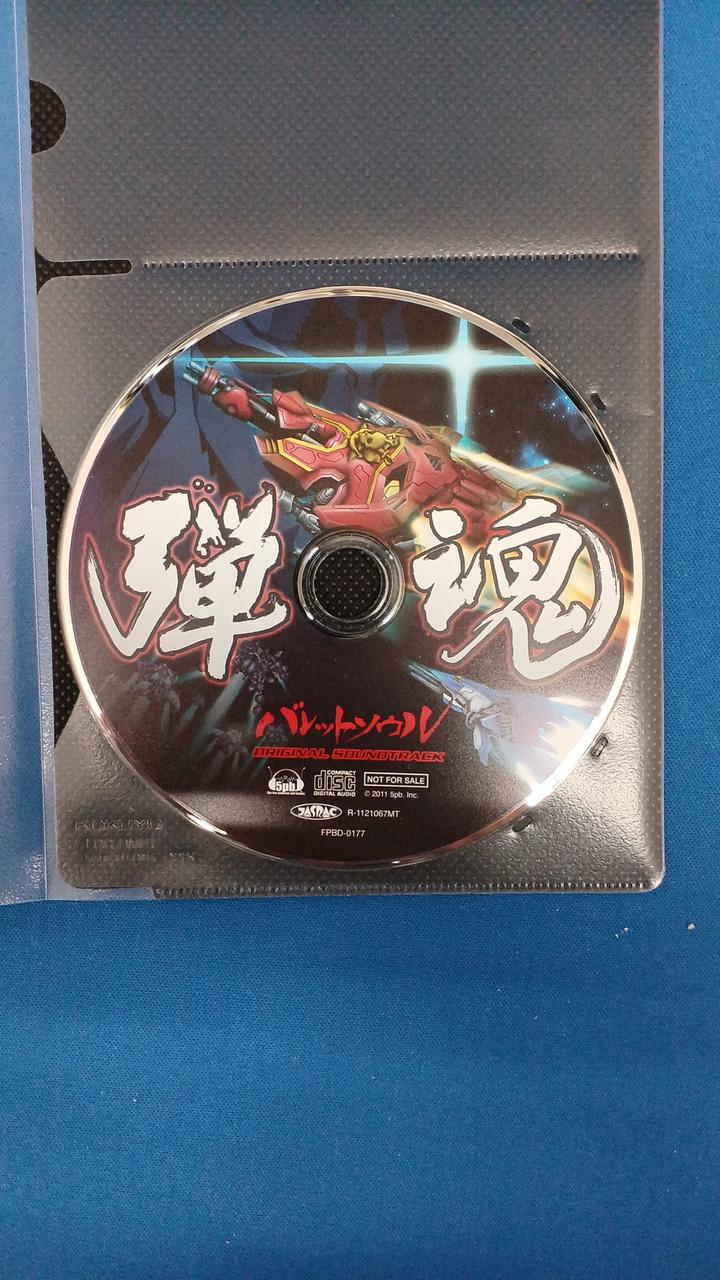 弾魂
バレットソウル
ORIGINAL SOUNDTRACK
5pb.
COMPACT
disc
DIGITAL AUDIO
NOT FOR SALE
© 2011 5pb. Inc.
JASRAC
R-1121067MT
FPBD-0177
KOKUYO